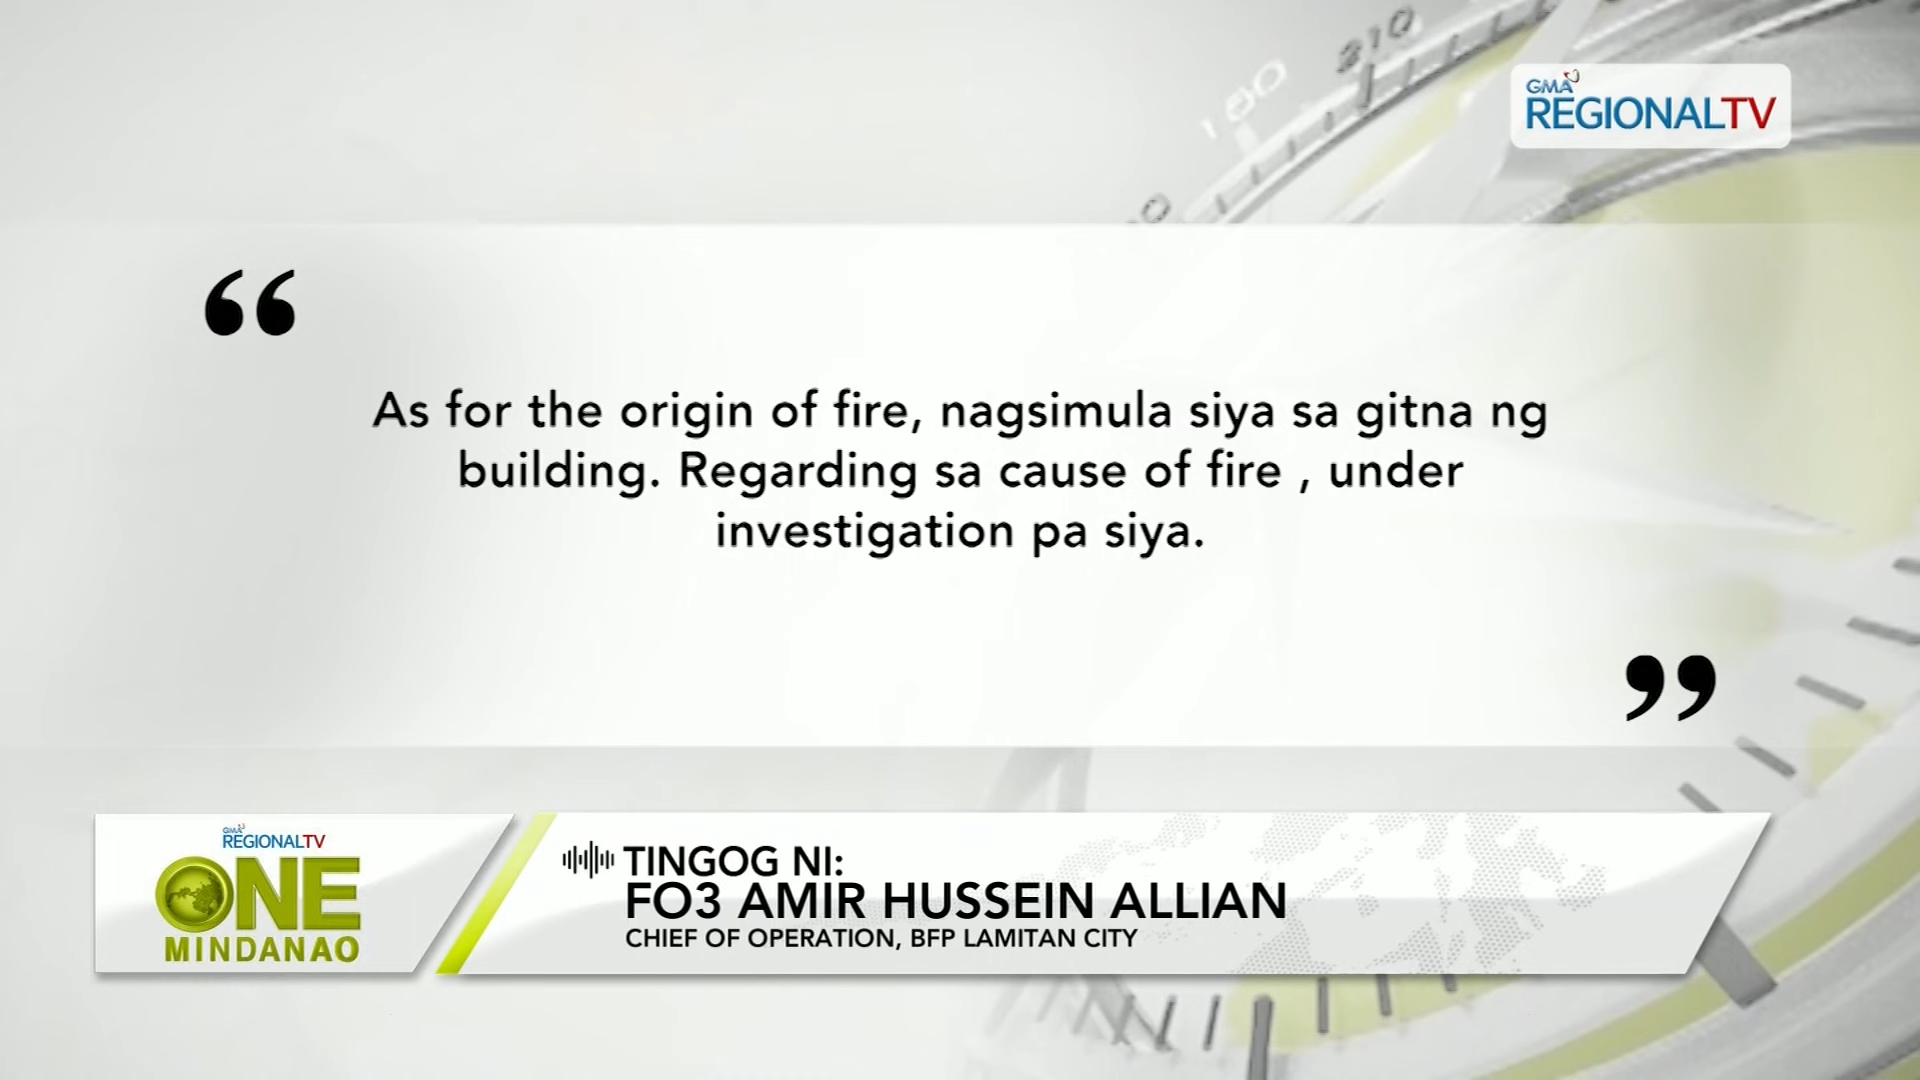 210
180
GMA
REGIONALTV
“
As for the origin of fire, nagsimula siya sa gitna ng
building. Regarding sa cause of fire , under
investigation pa siya.
”
GMA
REGIONALTV
ONE
MINDANAO
TINGOG NI:
FO3 AMIR HUSSEIN ALLIAN
CHIEF OF OPERATION, BFP LAMITAN CITY